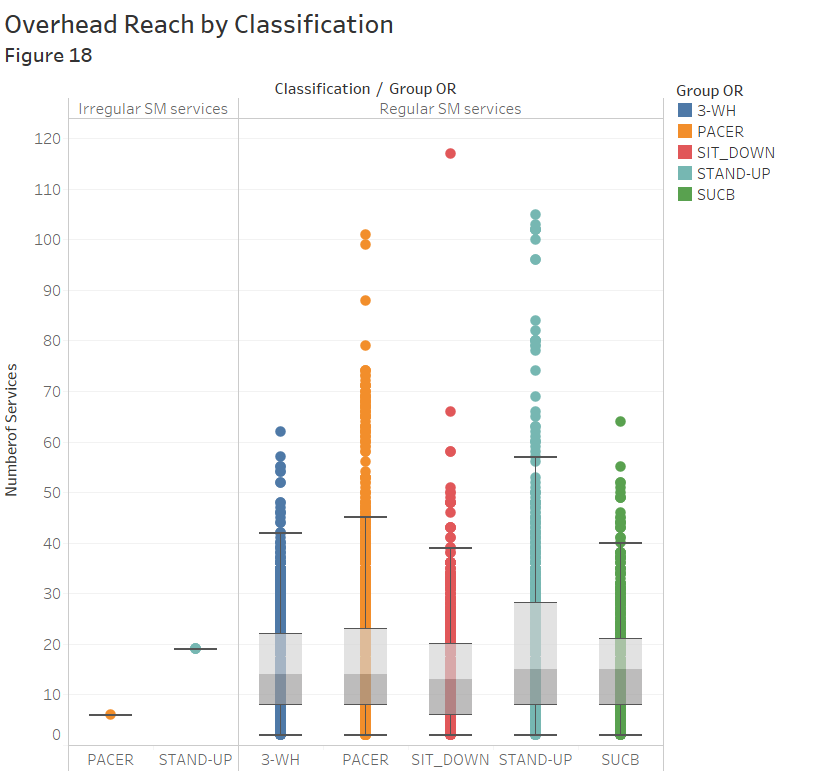 Overhead Reach by Classification
Figure 18
Classification / Group OR
Irregular SM services
Regular SM services
Group OR
3-WH
PACER
SIT_DOWN
STAND-UP
SUCB
Numberof Services
120
110
100
90
80
70
60
50
40
30
20
10
0
PACER
STAND-UP
3-WH
PACER
SIT_DOWN
STAND-UP
SUCB